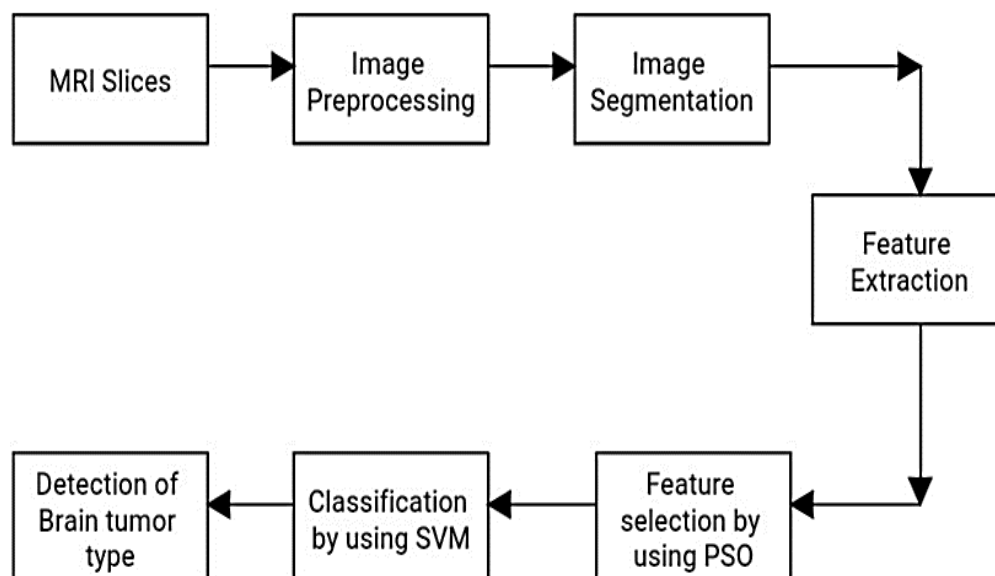 MRI Slices
Image
Preprocessing
Image
Segmentation
Feature
Extraction
Feature
selection by
using PSO
Classification
by using SVM
Detection of
Brain tumor
type